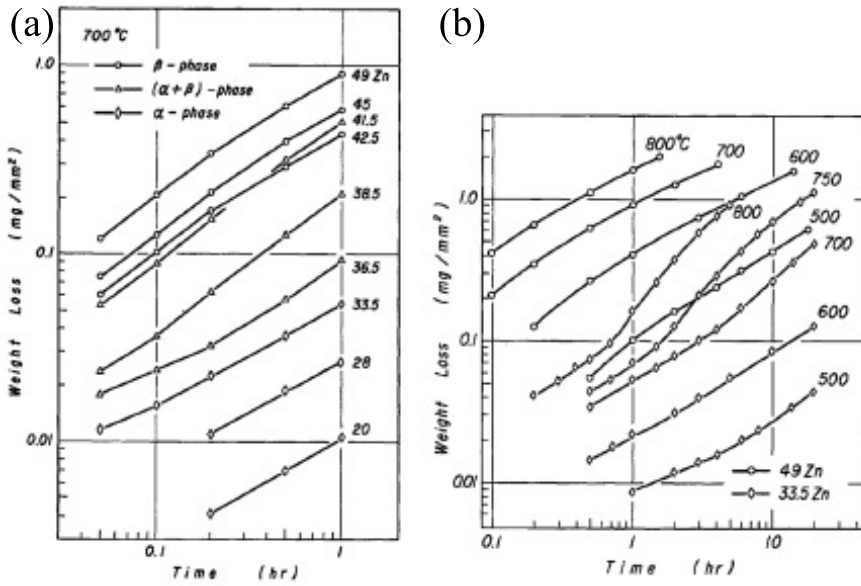 (a)
700°C
β-phase
(α+β)-phase
α-phase
49 Zn
45
41.5
42.5
38.5
36.5
33.5
28
20
1.0
0.1
0.01
Weight Loss (mg/mm²)
0.1
1
Time (hr)
(b)
800°C
700
600
750
800
500
700
600
500
49 Zn
33.5 Zn
1.0
0.1
0.01
Weight Loss (mg/mm²)
0.1
1
10
Time (hr)